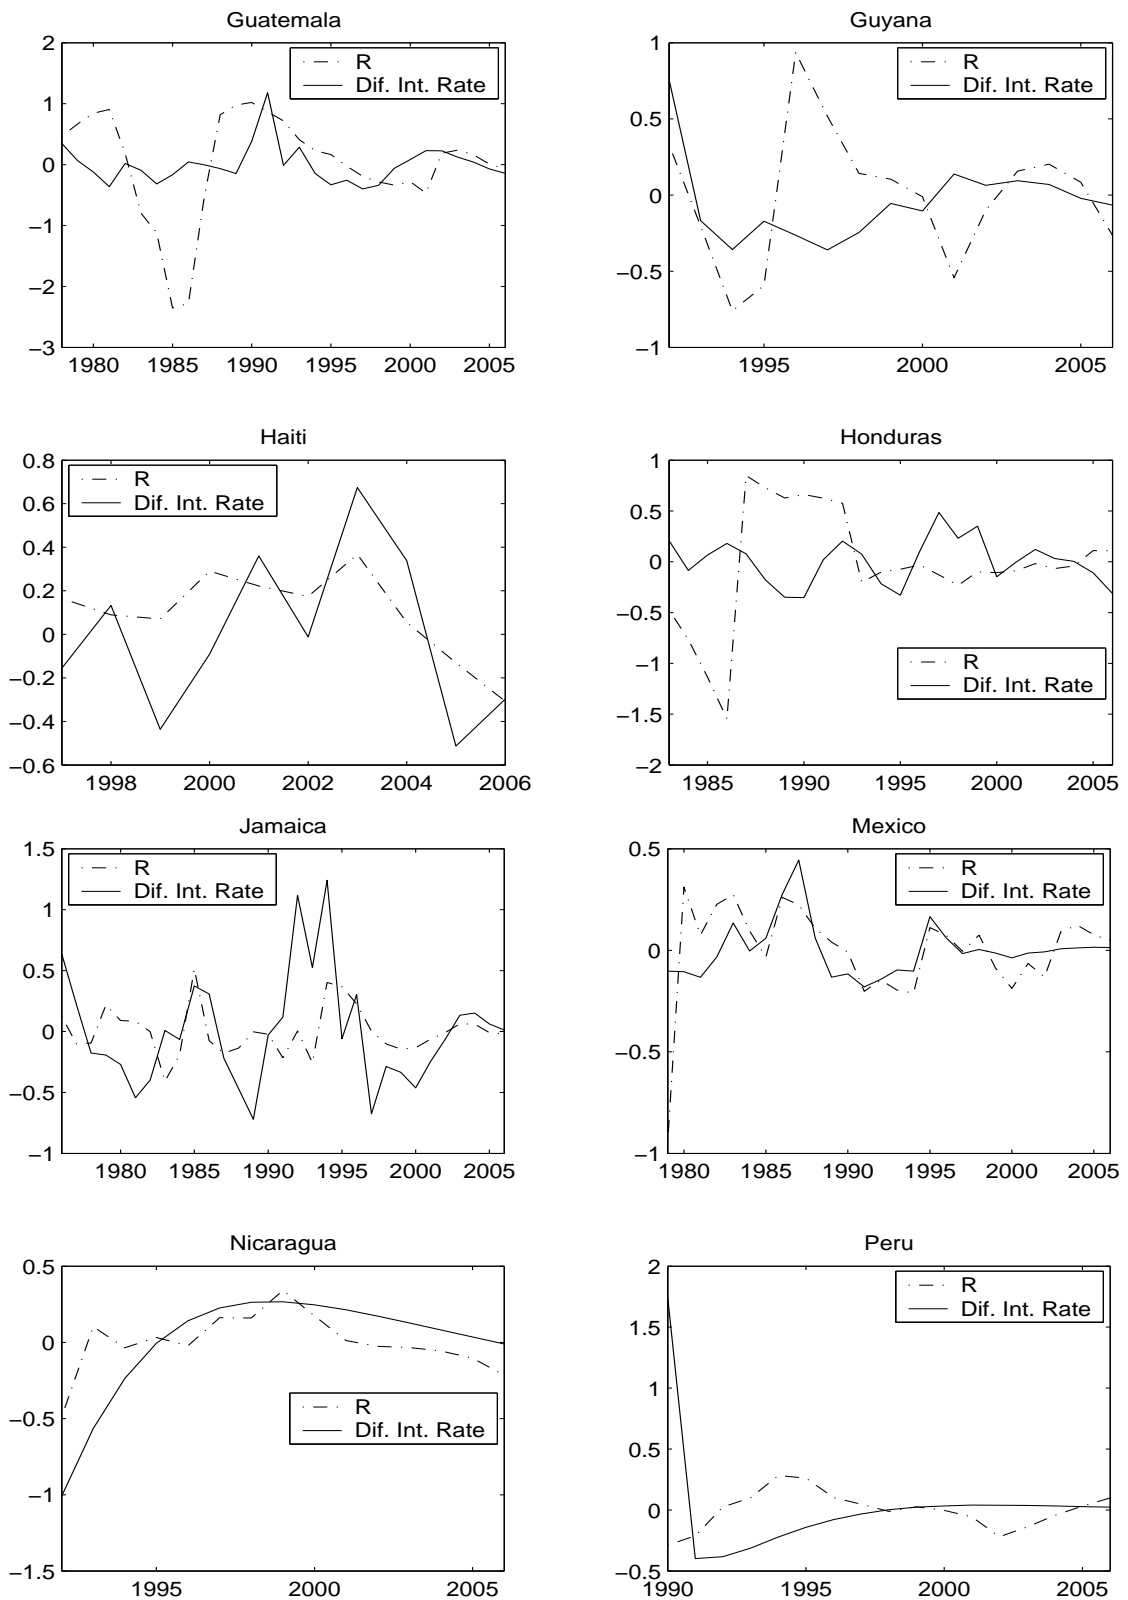 Guatemala
2
1
0
−1
−2
−3
1980 1985 1990 1995 2000 2005
R
Dif. Int. Rate
Guyana
1
0.5
0
−0.5
−1
1995 2000 2005
R
Dif. Int. Rate
Haiti
0.8
0.6
0.4
0.2
0
−0.2
−0.4
−0.6
1998 2000 2002 2004 2006
R
Dif. Int. Rate
Honduras
1
0.5
0
−0.5
−1
−1.5
−2
1985 1990 1995 2000 2005
R
Dif. Int. Rate
Jamaica
1.5
1
0.5
0
−0.5
−1
1980 1985 1990 1995 2000 2005
R
Dif. Int. Rate
Mexico
0.5
0
−0.5
−1
1980 1985 1990 1995 2000 2005
R
Dif. Int. Rate
Nicaragua
0.5
0
−0.5
−1
−1.5
1995 2000 2005
R
Dif. Int. Rate
Peru
2
1.5
1
0.5
0
−0.5
1990 1995 2000 2005
R
Dif. Int. Rate